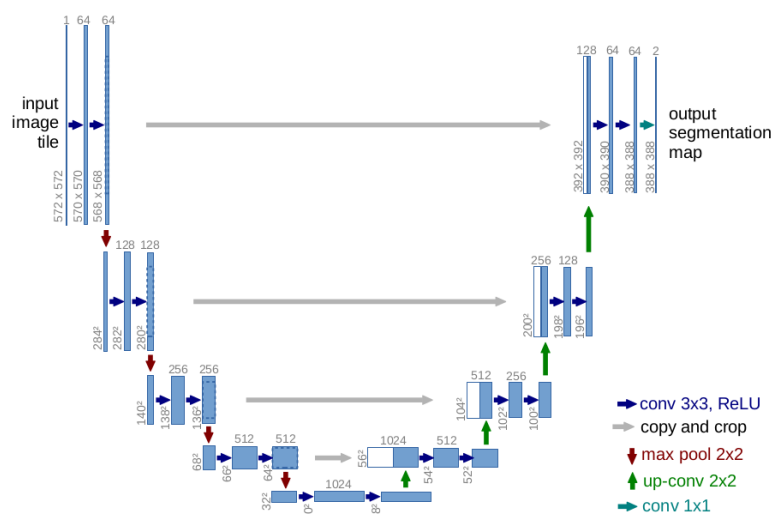 1 64 64
128 64 64 2
input
image
tile
output
segmentation
map
572 x 572
570 x 570
568 x 568
392 x 392
390 x 390
388 x 388
388 x 388
128 128
256 128
284²
282²
280²
200²
198²
196²
256 256
512 256
140²
138²
136²
104²
102²
100²
512 512
1024 512
68²
66²
64²
56²
54²
52²
1024
32²
0²
8²
conv 3x3, ReLU
copy and crop
max pool 2x2
up-conv 2x2
conv 1x1